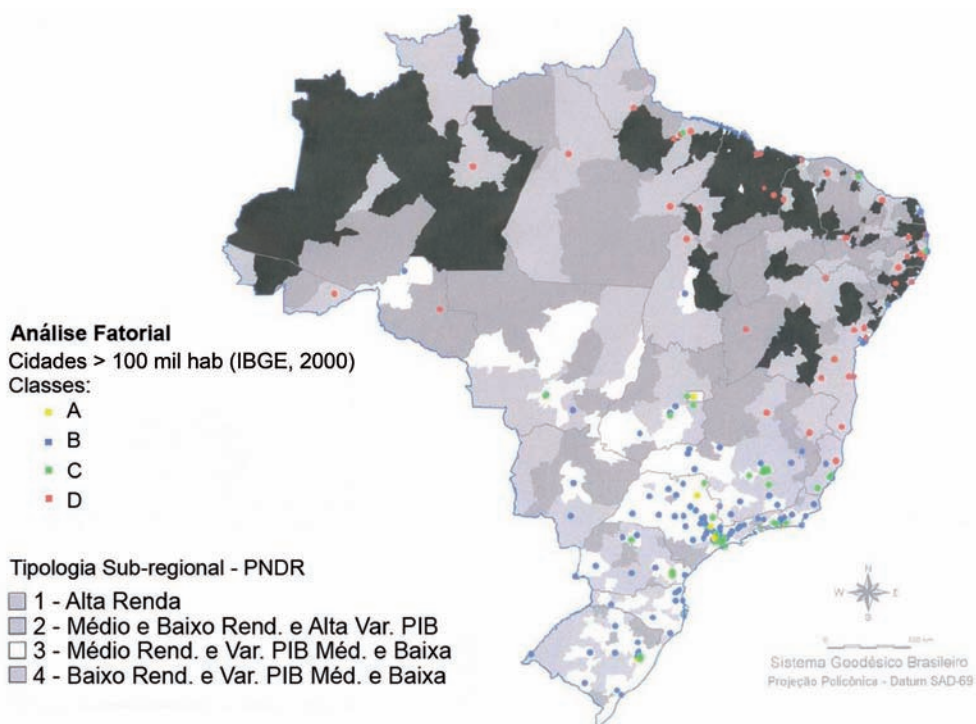 Análise Fatorial
Cidades > 100 mil hab (IBGE, 2000)
Classes:
A
B
C
D
Tipologia Sub-regional - PNDR
1 - Alta Renda
2 - Médio e Baixo Rend. e Alta Var. PIB
3 - Médio Rend. e Var. PIB Méd. e Baixa
4 - Baixo Rend. e Var. PIB Méd. e Baixa
N
W E
S
0
Sistema Geodésico Brasileiro
Projeção Policônica - Datum SAD-69